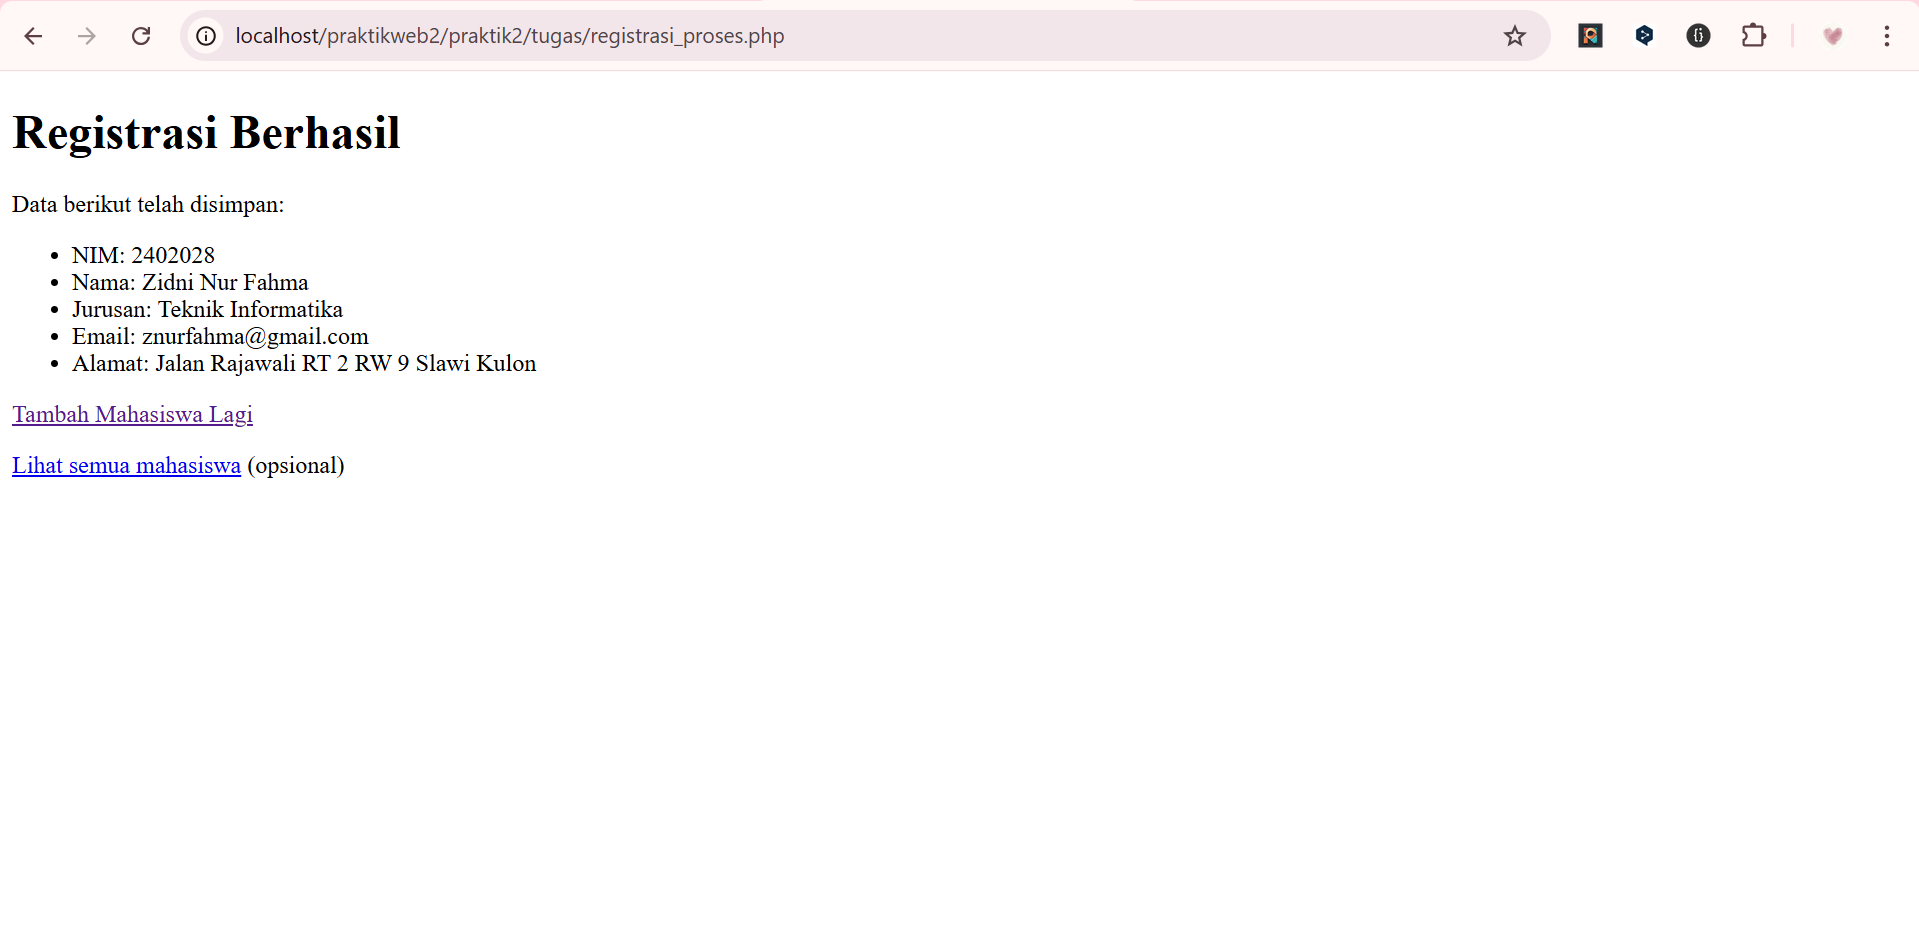 localhost/praktikweb2/praktik2/tugas/registrasi_proses.php
Registrasi Berhasil
Data berikut telah disimpan:
• NIM: 2402028
• Nama: Zidni Nur Fahma
• Jurusan: Teknik Informatika
• Email: znurfahma@gmail.com
• Alamat: Jalan Rajawali RT 2 RW 9 Slawi Kulon
Tambah Mahasiswa Lagi
Lihat semua mahasiswa (opsional)